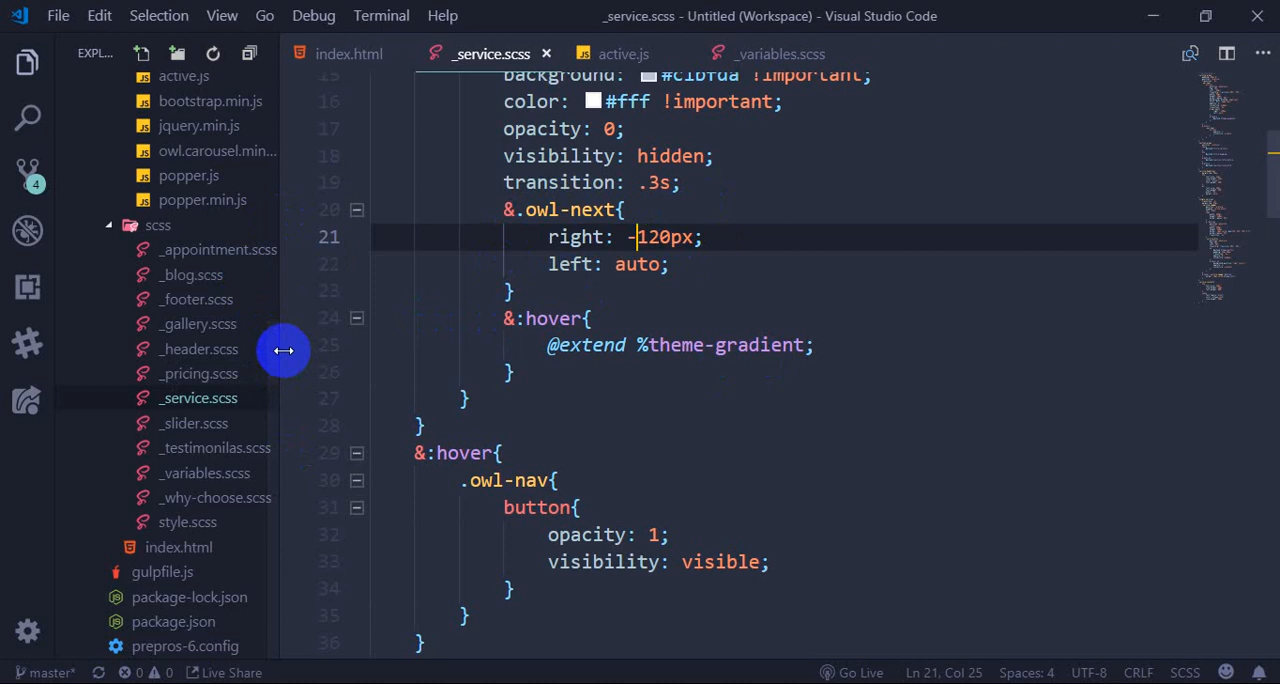 File Edit Selection View Go Debug Terminal Help _service.scss - Untitled (Workspace) - Visual Studio Code
EXPL...
index.html _service.scss active.js _variables.scss
active.js
bootstrap.min.js
jquery.min.js
owl.carousel.min...
popper.js
popper.min.js
scss
_appointment.scss
_blog.scss
_footer.scss
_gallery.scss
_header.scss
_pricing.scss
_service.scss
_slider.scss
_testimonilas.scss
_variables.scss
_why-choose.scss
style.scss
index.html
gulpfile.js
package-lock.json
package.json
prepros-6.config
4
15 background: #c1bfda !important;
16 color: #fff !important;
17 opacity: 0;
18 visibility: hidden;
19 transition: .3s;
20 &.owl-next{
21 right: -120px;
22 left: auto;
23 }
24 &:hover{
25 @extend %theme-gradient;
26 }
27 }
28 }
29 &:hover{
30 .owl-nav{
31 button{
32 opacity: 1;
33 visibility: visible;
34 }
35 }
36 }
master* 0 0 Live Share Go Live Ln 21, Col 25 Spaces: 4 UTF-8 CRLF SCSS